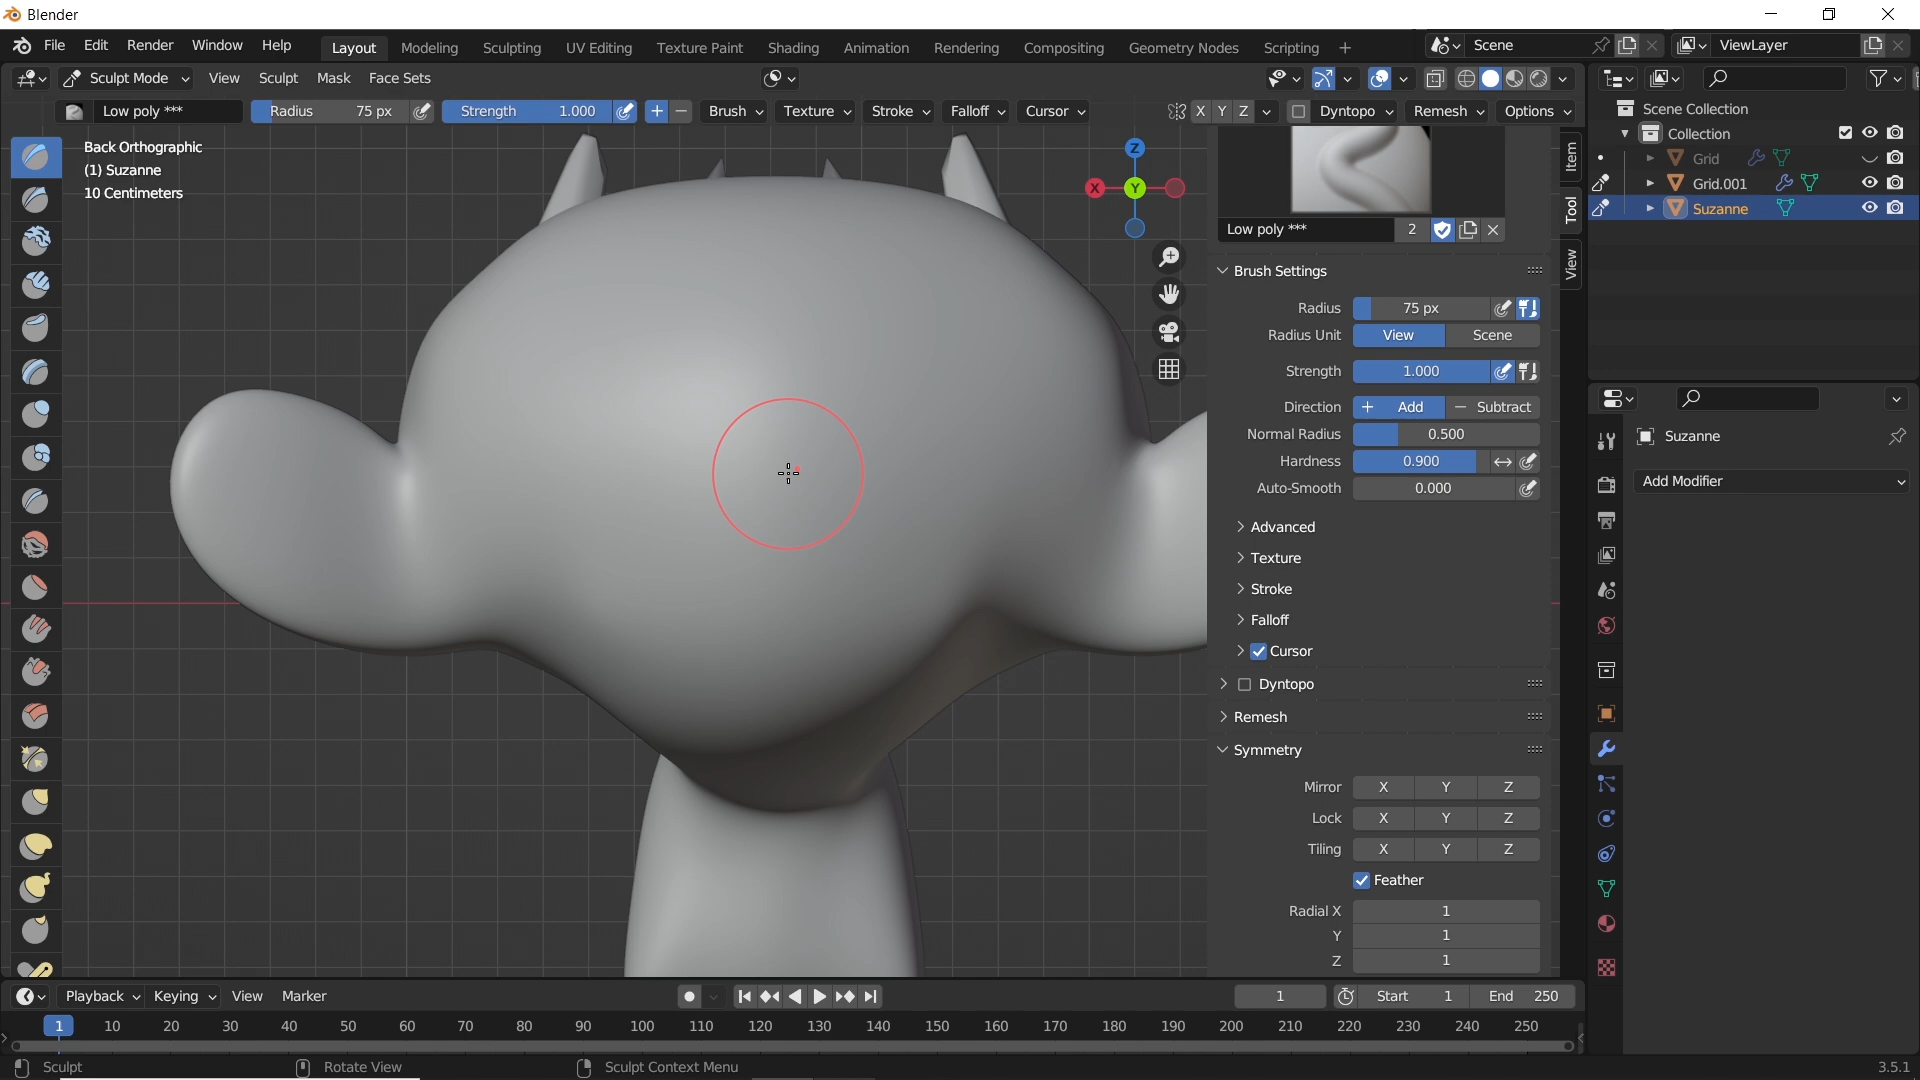 Blender
File Edit Render Window Help Layout Modeling Sculpting UV Editing Texture Paint Shading Animation Rendering Compositing Geometry Nodes Scripting + Scene ViewLayer
Sculpt Mode View Sculpt Mask Face Sets
Low poly *** Radius 75 px Strength 1.000 + − Brush Texture Stroke Falloff Cursor X Y Z Dyntopo Remesh Options
Back Orthographic
(1) Suzanne
10 Centimeters
Z
X
Y
Item
Tool
View
Low poly *** 2
Brush Settings
Radius 75 px
Radius Unit View Scene
Strength 1.000
Direction + Add − Subtract
Normal Radius 0.500
Hardness 0.900
Auto-Smooth 0.000
Advanced
Texture
Stroke
Falloff
Cursor
Dyntopo
Remesh
Symmetry
Mirror X Y Z
Lock X Y Z
Tiling X Y Z
Feather
Radial X 1
Y 1
Z 1
Scene Collection
Collection
Grid
Grid.001
Suzanne
Suzanne
Add Modifier
Playback Keying View Marker 1 Start 1 End 250
1 10 20 30 40 50 60 70 80 90 100 110 120 130 140 150 160 170 180 190 200 210 220 230 240 250
Sculpt Rotate View Sculpt Context Menu 3.5.1